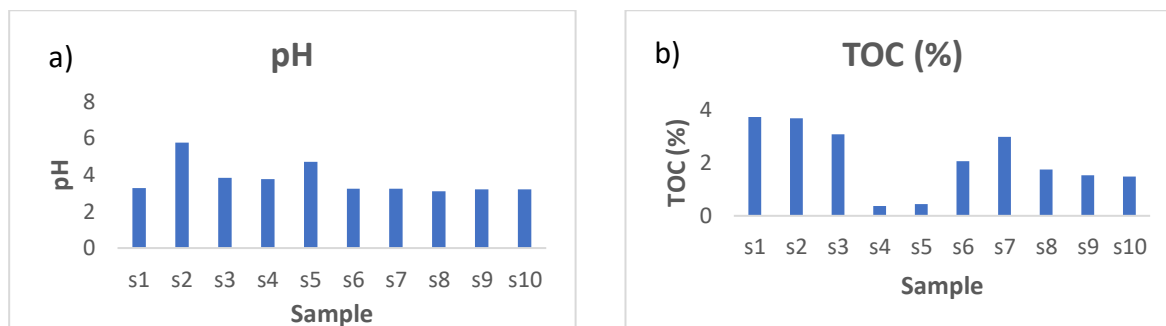 a)
pH
pH
8
6
4
2
0
s1 s2 s3 s4 s5 s6 s7 s8 s9 s10
Sample
b)
TOC (%)
TOC (%)
4
2
0
s1 s2 s3 s4 s5 s6 s7 s8 s9 s10
Sample